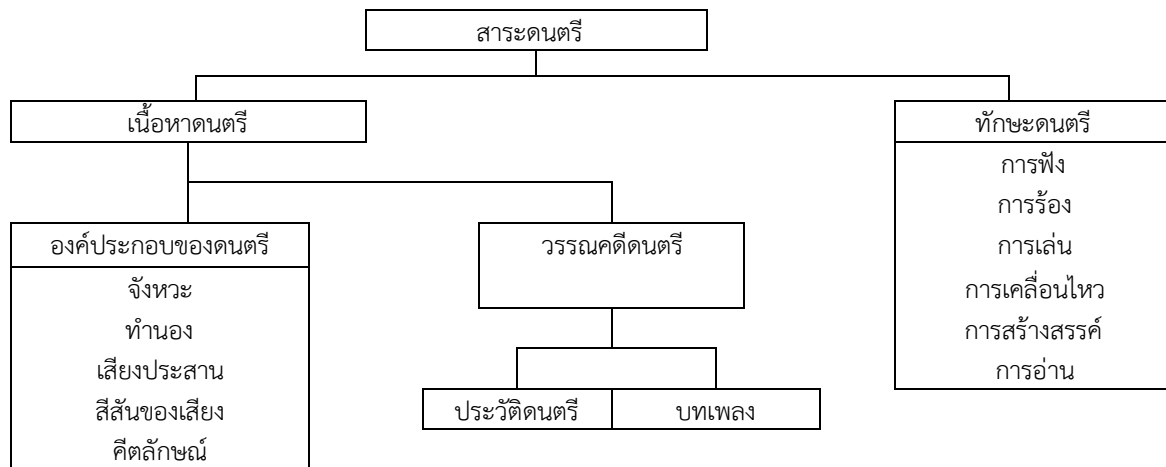 สาระดนตรี
เนื้อหาดนตรี
ทักษะดนตรี
การฟัง
การร้อง
การเล่น
การเคลื่อนไหว
การสร้างสรรค์
การอ่าน
องค์ประกอบของดนตรี
จังหวะ
ทำนอง
เสียงประสาน
สีสันของเสียง
คีตลักษณ์
วรรณคดีดนตรี
ประวัติดนตรี
บทเพลง